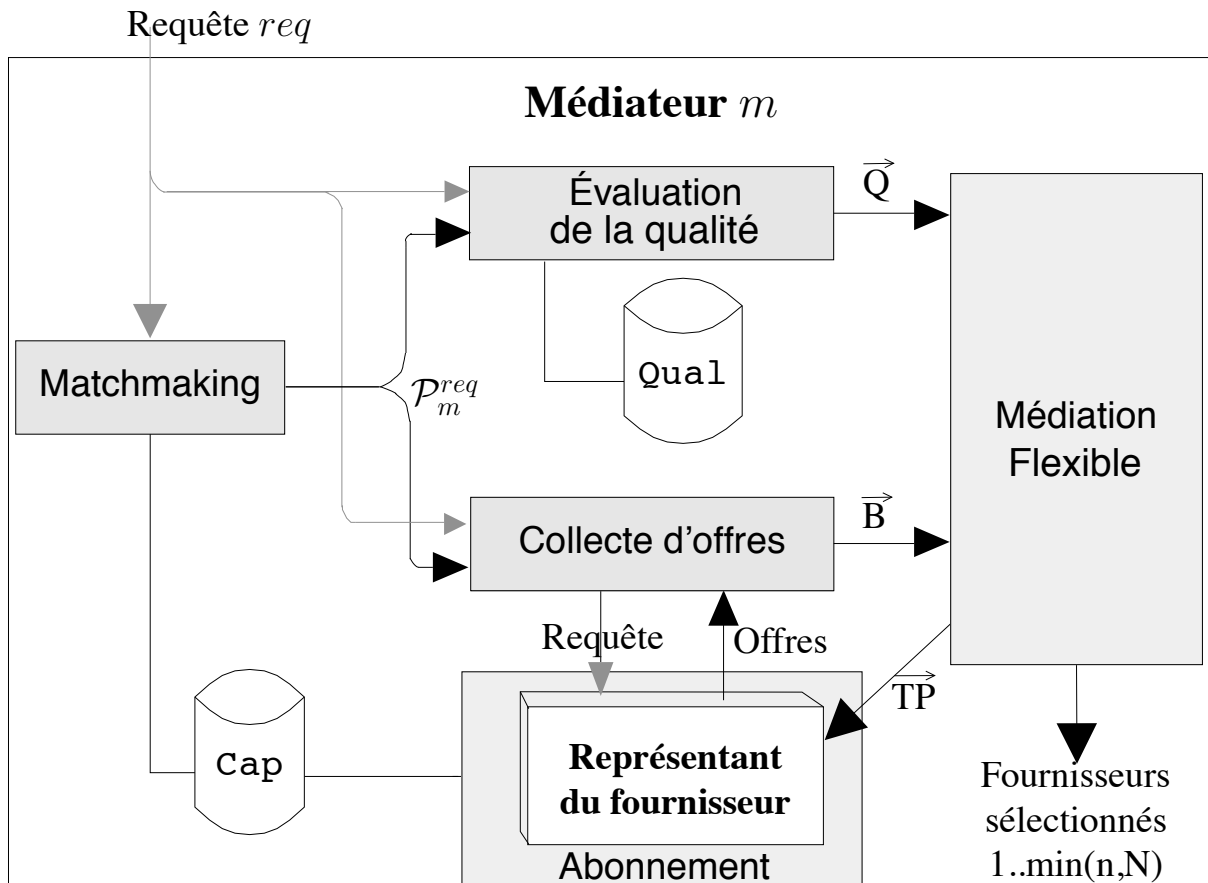 Requête req
Médiateur m
Évaluation
de la qualité
Q
Matchmaking
P_m^{req}
Qual
Médiation
Flexible
Collecte d'offres
B
Requête
Offres
TP
Cap
Représentant
du fournisseur
Abonnement
Fournisseurs
sélectionnés
1..min(n,N)